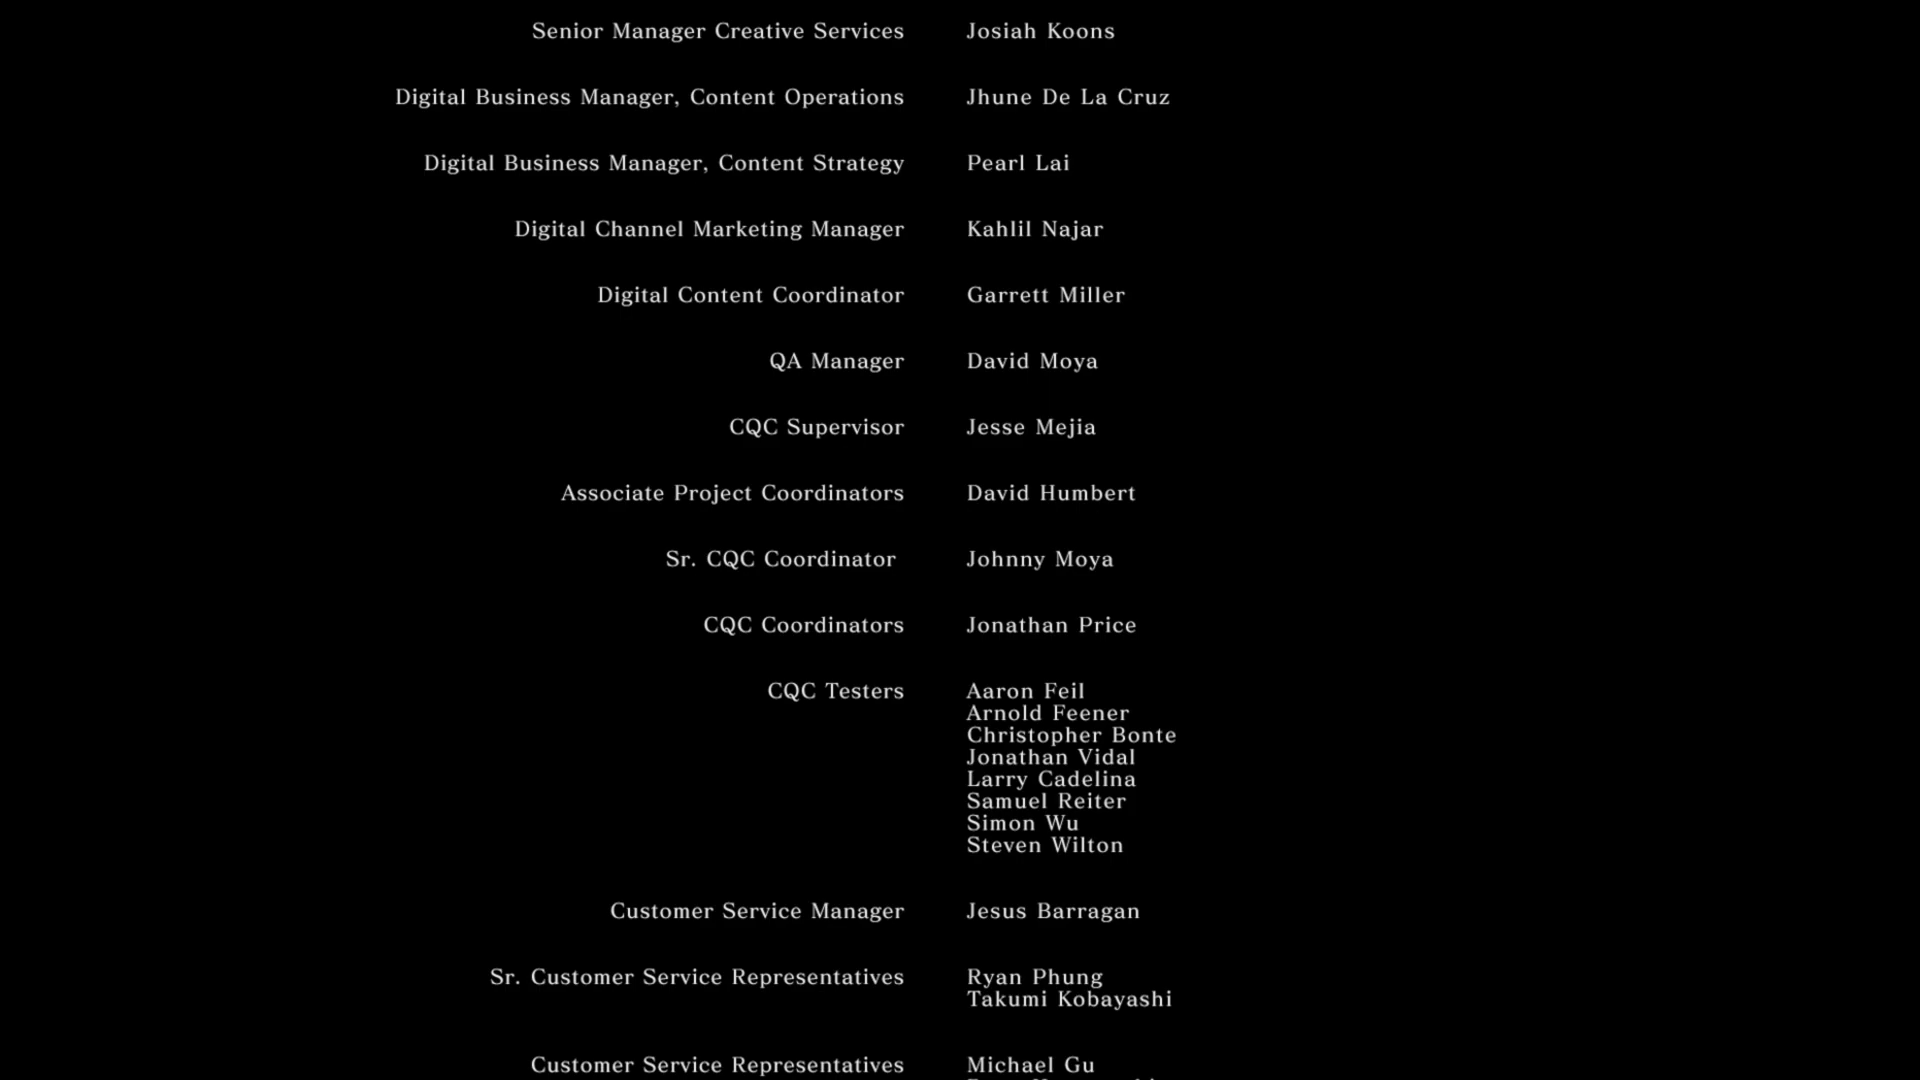 Senior Manager Creative Services Josiah Koons
Digital Business Manager, Content Operations Jhune De La Cruz
Digital Business Manager, Content Strategy Pearl Lai
Digital Channel Marketing Manager Kahlil Najar
Digital Content Coordinator Garrett Miller
QA Manager David Moya
CQC Supervisor Jesse Mejia
Associate Project Coordinators David Humbert
Sr. CQC Coordinator Johnny Moya
CQC Coordinators Jonathan Price
CQC Testers Aaron Feil
Arnold Feener
Christopher Bonte
Jonathan Vidal
Larry Cadelina
Samuel Reiter
Simon Wu
Steven Wilton
Customer Service Manager Jesus Barragan
Sr. Customer Service Representatives Ryan Phung
Takumi Kobayashi
Customer Service Representatives Michael Gu